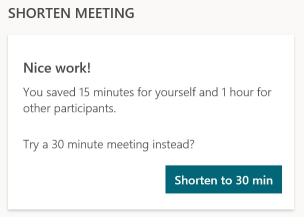 SHORTEN MEETING
Nice work!
You saved 15 minutes for yourself and 1 hour for
other participants.
Try a 30 minute meeting instead?
Shorten to 30 min